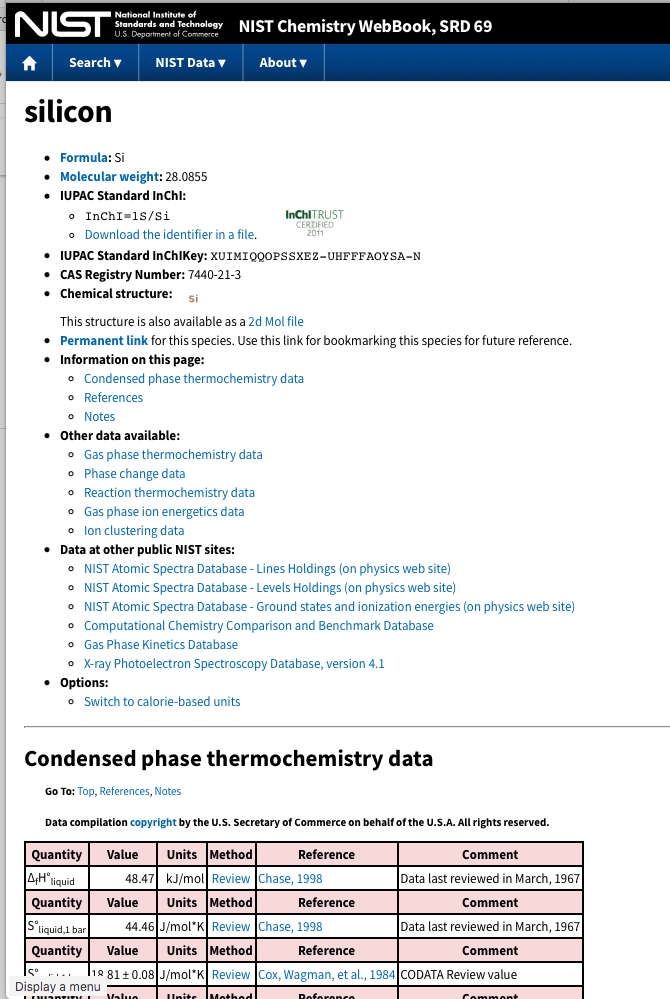 NIST National Institute of
Standards and Technology
U.S. Department of Commerce
NIST Chemistry WebBook, SRD 69
Search ▾ NIST Data ▾ About ▾
silicon
• Formula: Si
• Molecular weight: 28.0855
• IUPAC Standard InChI:
InChI=1S/Si
InChI TRUST
CERTIFIED
2011
Download the identifier in a file.
• IUPAC Standard InChIKey: XUIMIQQOPSSXEZ-UHFFFAOYSA-N
• CAS Registry Number: 7440-21-3
• Chemical structure: Si
This structure is also available as a 2d Mol file
• Permanent link for this species. Use this link for bookmarking this species for future reference.
• Information on this page:
Condensed phase thermochemistry data
References
Notes
• Other data available:
Gas phase thermochemistry data
Phase change data
Reaction thermochemistry data
Gas phase ion energetics data
Ion clustering data
• Data at other public NIST sites:
NIST Atomic Spectra Database - Lines Holdings (on physics web site)
NIST Atomic Spectra Database - Levels Holdings (on physics web site)
NIST Atomic Spectra Database - Ground states and ionization energies (on physics web site)
Computational Chemistry Comparison and Benchmark Database
Gas Phase Kinetics Database
X-ray Photoelectron Spectroscopy Database, version 4.1
• Options:
Switch to calorie-based units
Condensed phase thermochemistry data
Go To: Top, References, Notes
Data compilation copyright by the U.S. Secretary of Commerce on behalf of the U.S.A. All rights reserved.
Quantity Value Units Method Reference Comment
ΔfH°liquid 48.47 kJ/mol Review Chase, 1998 Data last reviewed in March, 1967
Quantity Value Units Method Reference Comment
S°liquid,1 bar 44.46 J/mol*K Review Chase, 1998 Data last reviewed in March, 1967
Quantity Value Units Method Reference Comment
18.81 ± 0.08 J/mol*K Review Cox, Wagman, et al., 1984 CODATA Review value
Display a menu
Quantity Value Units Method Reference Comment